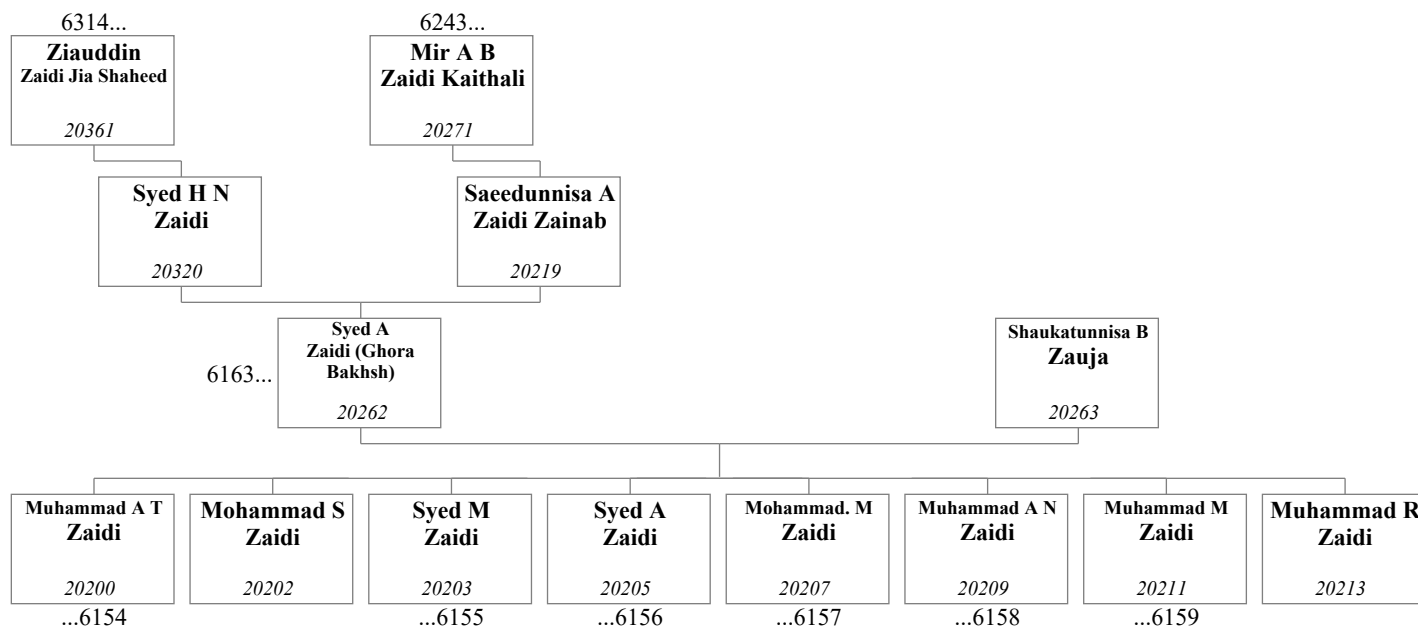 6314...
Ziauddin
Zaidi Jia Shaheed
20361
6243...
Mir A B
Zaidi Kaithali
20271
Syed H N
Zaidi
20320
Saeedunnisa A
Zaidi Zainab
20219
6163...
Syed A
Zaidi (Ghora
Bakhsh)
20262
Shaukatunnisa B
Zauja
20263
Muhammad A T
Zaidi
20200
...6154
Mohammad S
Zaidi
20202
Syed M
Zaidi
20203
...6155
Syed A
Zaidi
20205
...6156
Mohammad. M
Zaidi
20207
...6157
Muhammad A N
Zaidi
20209
...6158
Muhammad M
Zaidi
20211
...6159
Muhammad R
Zaidi
20213